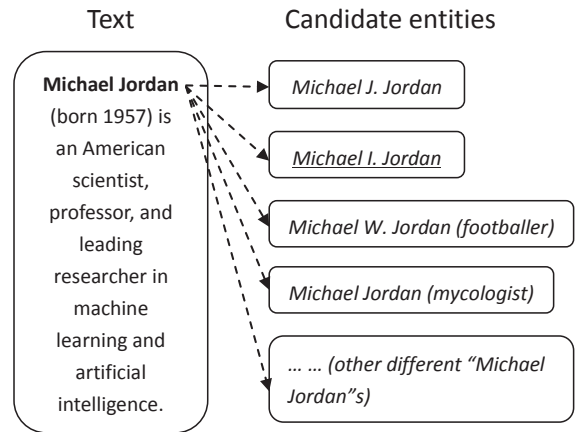 Text
Michael Jordan
(born 1957) is
an American
scientist,
professor, and
leading
researcher in
machine
learning and
artificial
intelligence.
Candidate entities
Michael J. Jordan
Michael I. Jordan
Michael W. Jordan (footballer)
Michael Jordan (mycologist)
... ... (other different “Michael
Jordan”s)